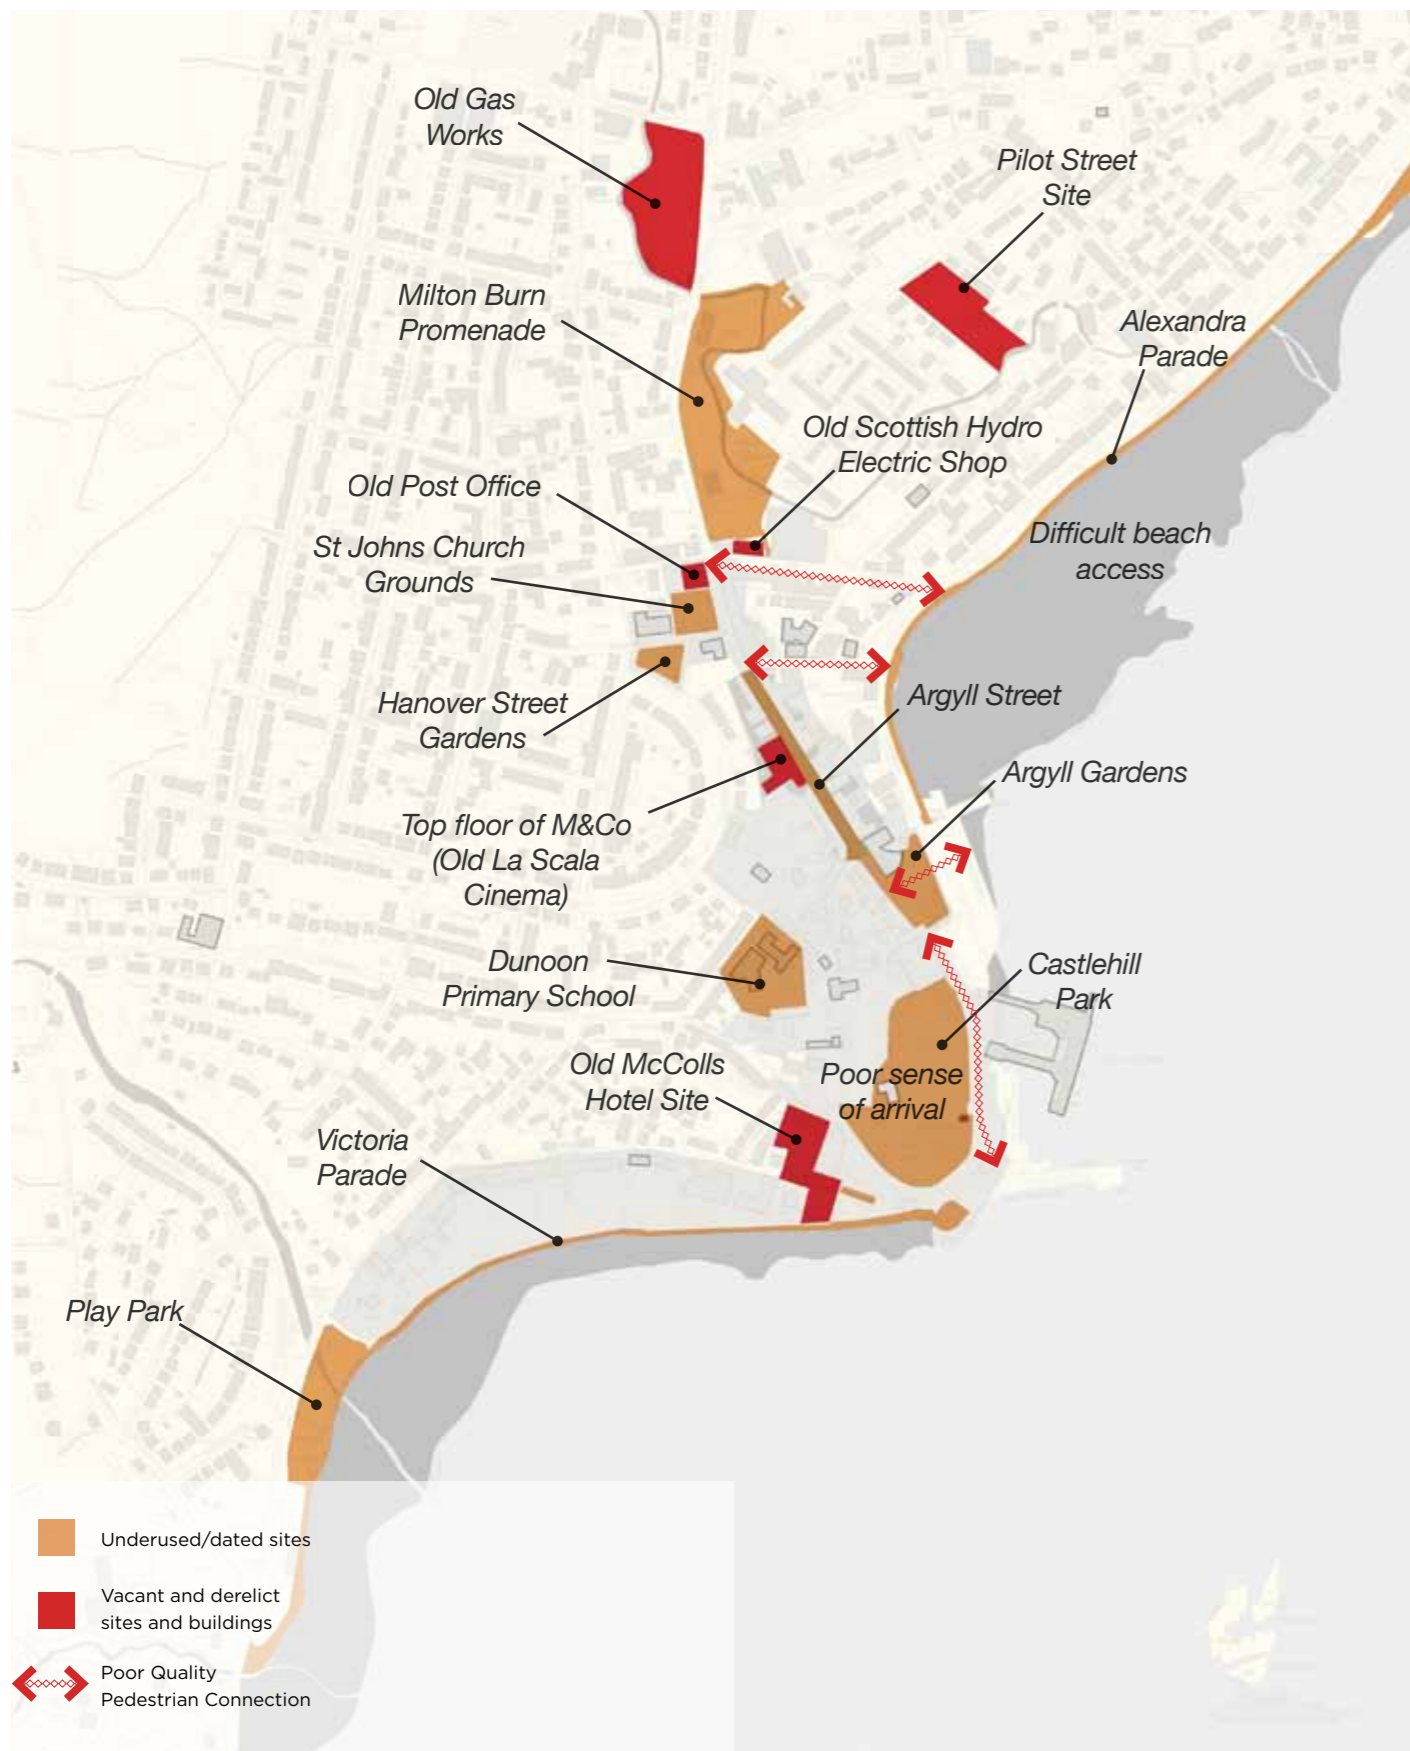 Old Gas
Works
Pilot Street
Site
Milton Burn
Promenade
Alexandra
Parade
Old Scottish Hydro
Electric Shop
Old Post Office
St Johns Church
Grounds
Difficult beach
access
Hanover Street
Gardens
Argyll Street
Argyll Gardens
Top floor of M&Co
(Old La Scala
Cinema)
Dunoon
Primary School
Castlehill
Park
Old McColls
Hotel Site
Poor sense
of arrival
Victoria
Parade
Play Park
Underused/dated sites
Vacant and derelict
sites and buildings
Poor Quality
Pedestrian Connection